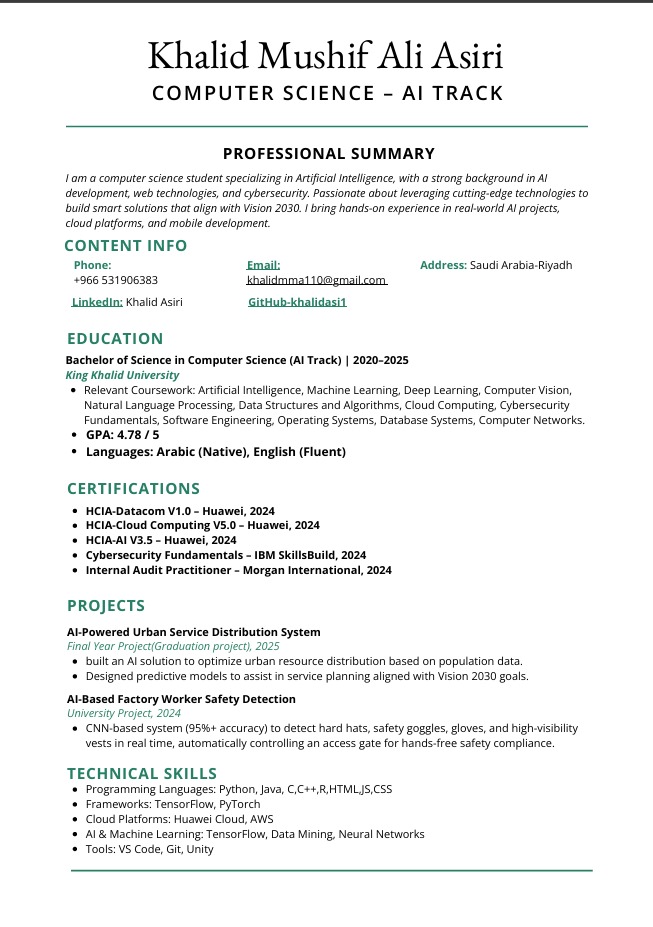 Khalid Mushif Ali Asiri
COMPUTER SCIENCE – AI TRACK
PROFESSIONAL SUMMARY
I am a computer science student specializing in Artificial Intelligence, with a strong background in AI
development, web technologies, and cybersecurity. Passionate about leveraging cutting-edge technologies to
build smart solutions that align with Vision 2030. I bring hands-on experience in real-world AI projects,
cloud platforms, and mobile development.
CONTENT INFO
Phone:
+966 531906383
Email:
khalidmma110@gmail.com
Address: Saudi Arabia-Riyadh
LinkedIn: Khalid Asiri
GitHub-khalidasi1
EDUCATION
Bachelor of Science in Computer Science (AI Track) | 2020–2025
King Khalid University
• Relevant Coursework: Artificial Intelligence, Machine Learning, Deep Learning, Computer Vision,
Natural Language Processing, Data Structures and Algorithms, Cloud Computing, Cybersecurity
Fundamentals, Software Engineering, Operating Systems, Database Systems, Computer Networks.
• GPA: 4.78 / 5
• Languages: Arabic (Native), English (Fluent)
CERTIFICATIONS
• HCIA-Datacom V1.0 – Huawei, 2024
• HCIA-Cloud Computing V5.0 – Huawei, 2024
• HCIA-AI V3.5 – Huawei, 2024
• Cybersecurity Fundamentals – IBM SkillsBuild, 2024
• Internal Audit Practitioner – Morgan International, 2024
PROJECTS
AI-Powered Urban Service Distribution System
Final Year Project(Graduation project), 2025
• built an AI solution to optimize urban resource distribution based on population data.
• Designed predictive models to assist in service planning aligned with Vision 2030 goals.
AI-Based Factory Worker Safety Detection
University Project, 2024
• CNN-based system (95%+ accuracy) to detect hard hats, safety goggles, gloves, and high-visibility
vests in real time, automatically controlling an access gate for hands-free safety compliance.
TECHNICAL SKILLS
• Programming Languages: Python, Java, C,C++,R,HTML,JS,CSS
• Frameworks: TensorFlow, PyTorch
• Cloud Platforms: Huawei Cloud, AWS
• AI & Machine Learning: TensorFlow, Data Mining, Neural Networks
• Tools: VS Code, Git, Unity